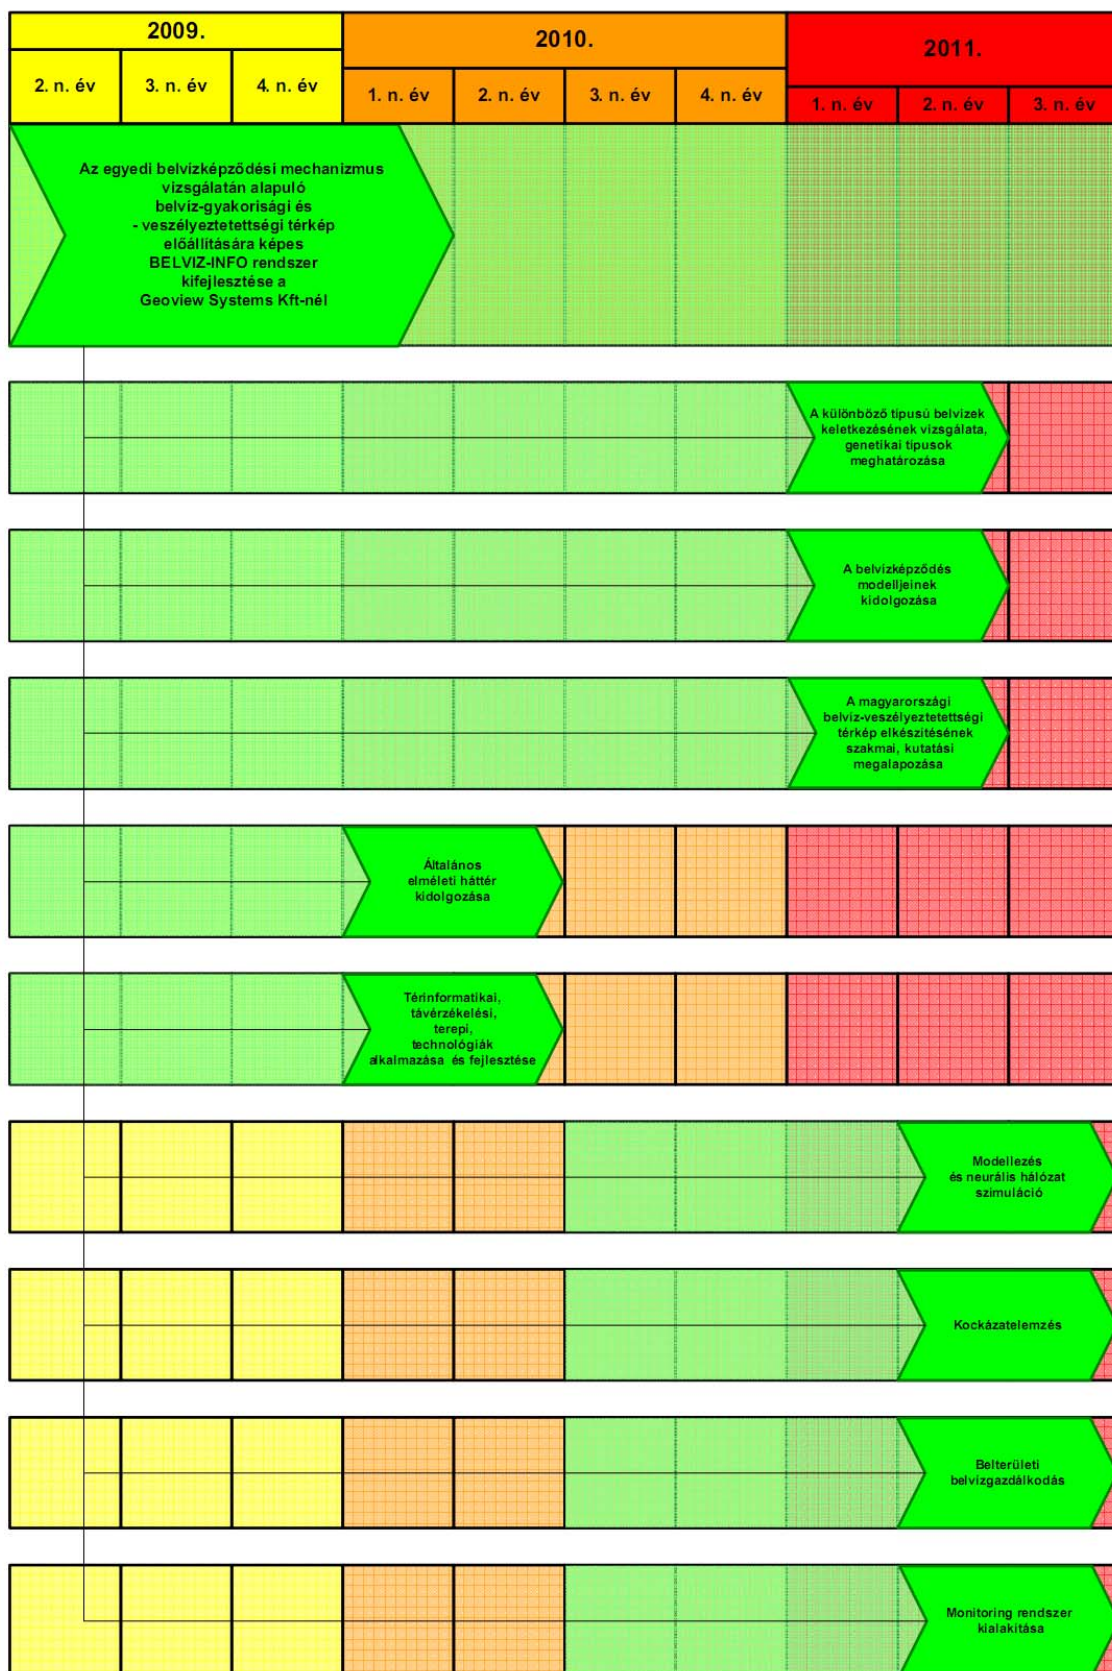 2009.
2010.
2011.
2. n. év
3. n. év
4. n. év
1. n. év
2. n. év
3. n. év
4. n. év
1. n. év
2. n. év
3. n. év
Az egyedi belvízképződési mechanizmus
vizsgálatán alapuló
belvíz-gyakorisági és
- veszélyeztetettségi térkép
előállítására képes
BELVIZ-INFO rendszer
kifejlesztése a
Geoview Systems Kft-nél
A különböző típusú belvizek
keletkezésének vizsgálata,
genetikai típusok
meghatározása
A belvízképződés
modelljeinek
kidolgozása
A magyarországi
belvíz-veszélyeztetettségi
térkép elkészítésének
szakmai, kutatási
megalapozása
Általános
elméleti háttér
kidolgozása
Térinformatikai,
távérzékelési,
terepi,
technológiák
alkalmazása és fejlesztése
Modellezés
és neurális hálózat
szimuláció
Kockázatelemzés
Belterületi
belvízgazdálkodás
Monitoring rendszer
kialakítása